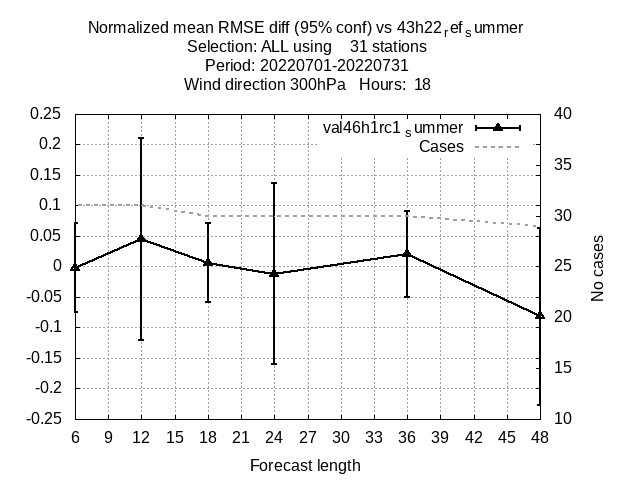 Normalized mean RMSE diff (95% conf) vs 43h22refsummer
Selection: ALL using 31 stations
Period: 20220701-20220731
Wind direction 300hPa Hours: 18
val46h1rc1summer
Cases
0.25
0.2
0.15
0.1
0.05
0
-0.05
-0.1
-0.15
-0.2
-0.25
40
35
30
25
20
15
10
No cases
6 9 12 15 18 21 24 27 30 33 36 39 42 45 48
Forecast length